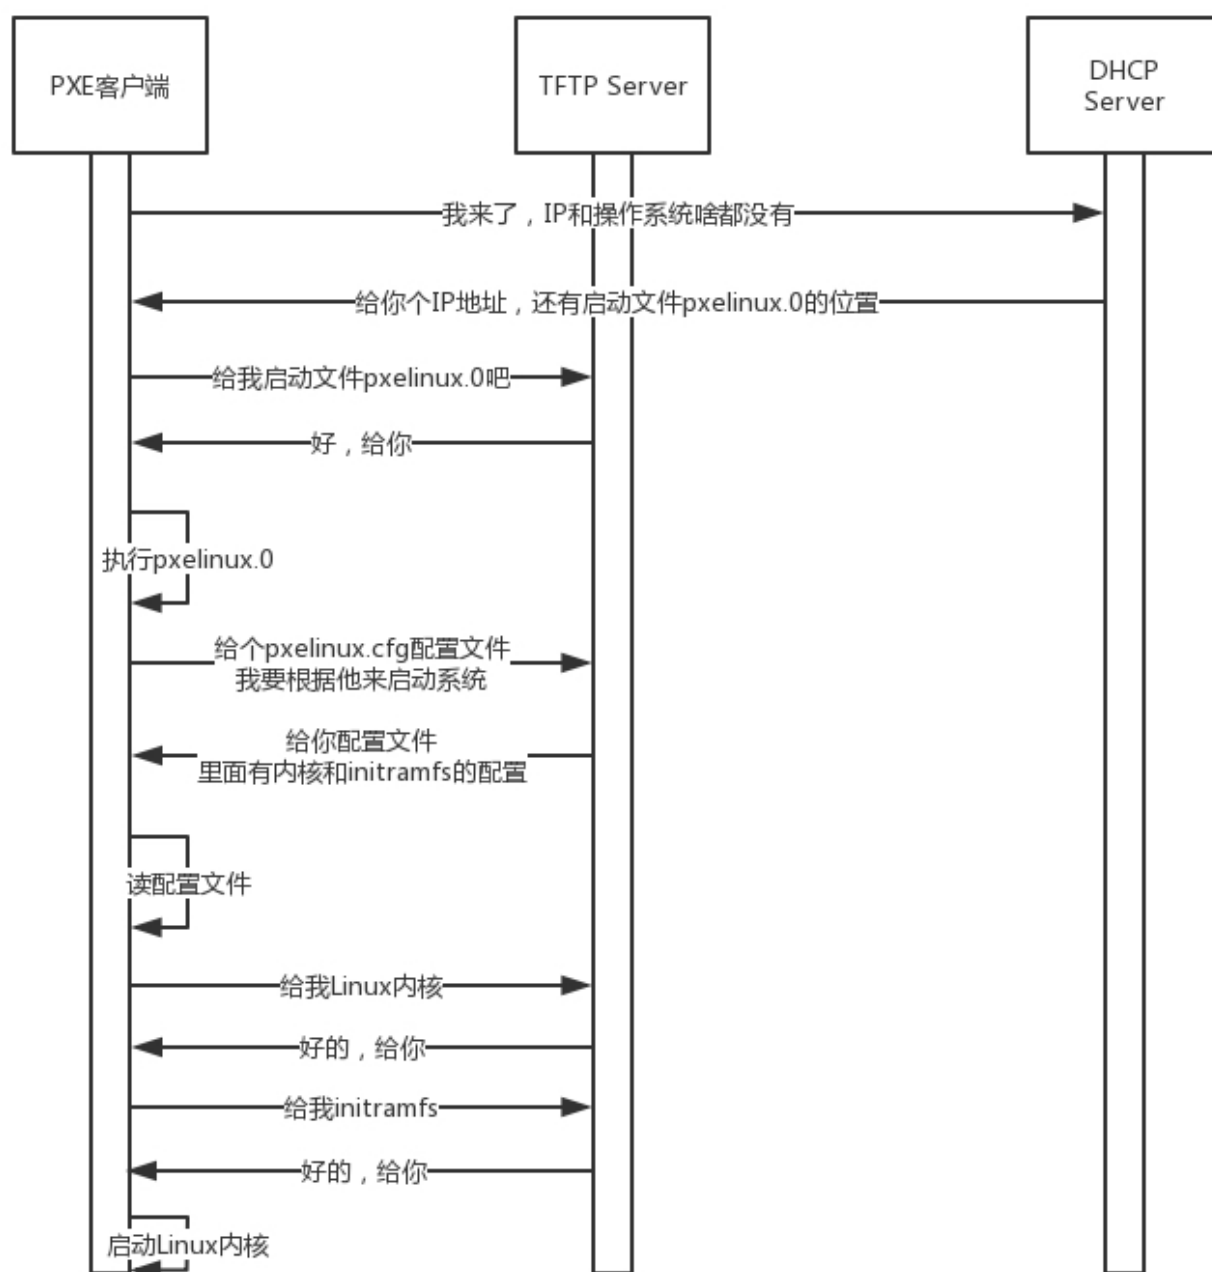 PXE客户端
TFTP Server
DHCP
Server
我来了，IP和操作系统啥都没有
给你个IP地址，还有启动文件pxelinux.0的位置
给我启动文件pxelinux.0吧
好，给你
执行pxelinux.0
给个pxelinux.cfg配置文件
我要根据他来启动系统
给你配置文件
里面有内核和initramfs的配置
读配置文件
给我Linux内核
好的，给你
给我initramfs
好的，给你
启动Linux内核